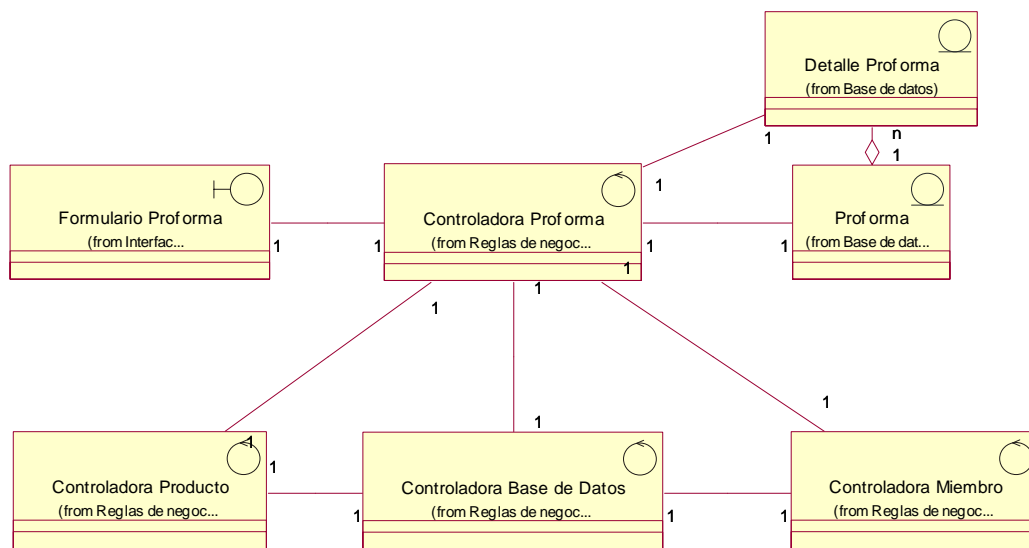 Detalle Proforma
(from Base de datos)
1
n
1
1
Formulario Proforma
(from Interfac...
1
1
Controladora Proforma
(from Reglas de negoc...
1
1
1
1
1
Proforma
(from Base de dat...
1
1
1
1
Controladora Producto
(from Reglas de negoc...
1
1
Controladora Base de Datos
(from Reglas de negoc...
1
1
Controladora Miembro
(from Reglas de negoc...